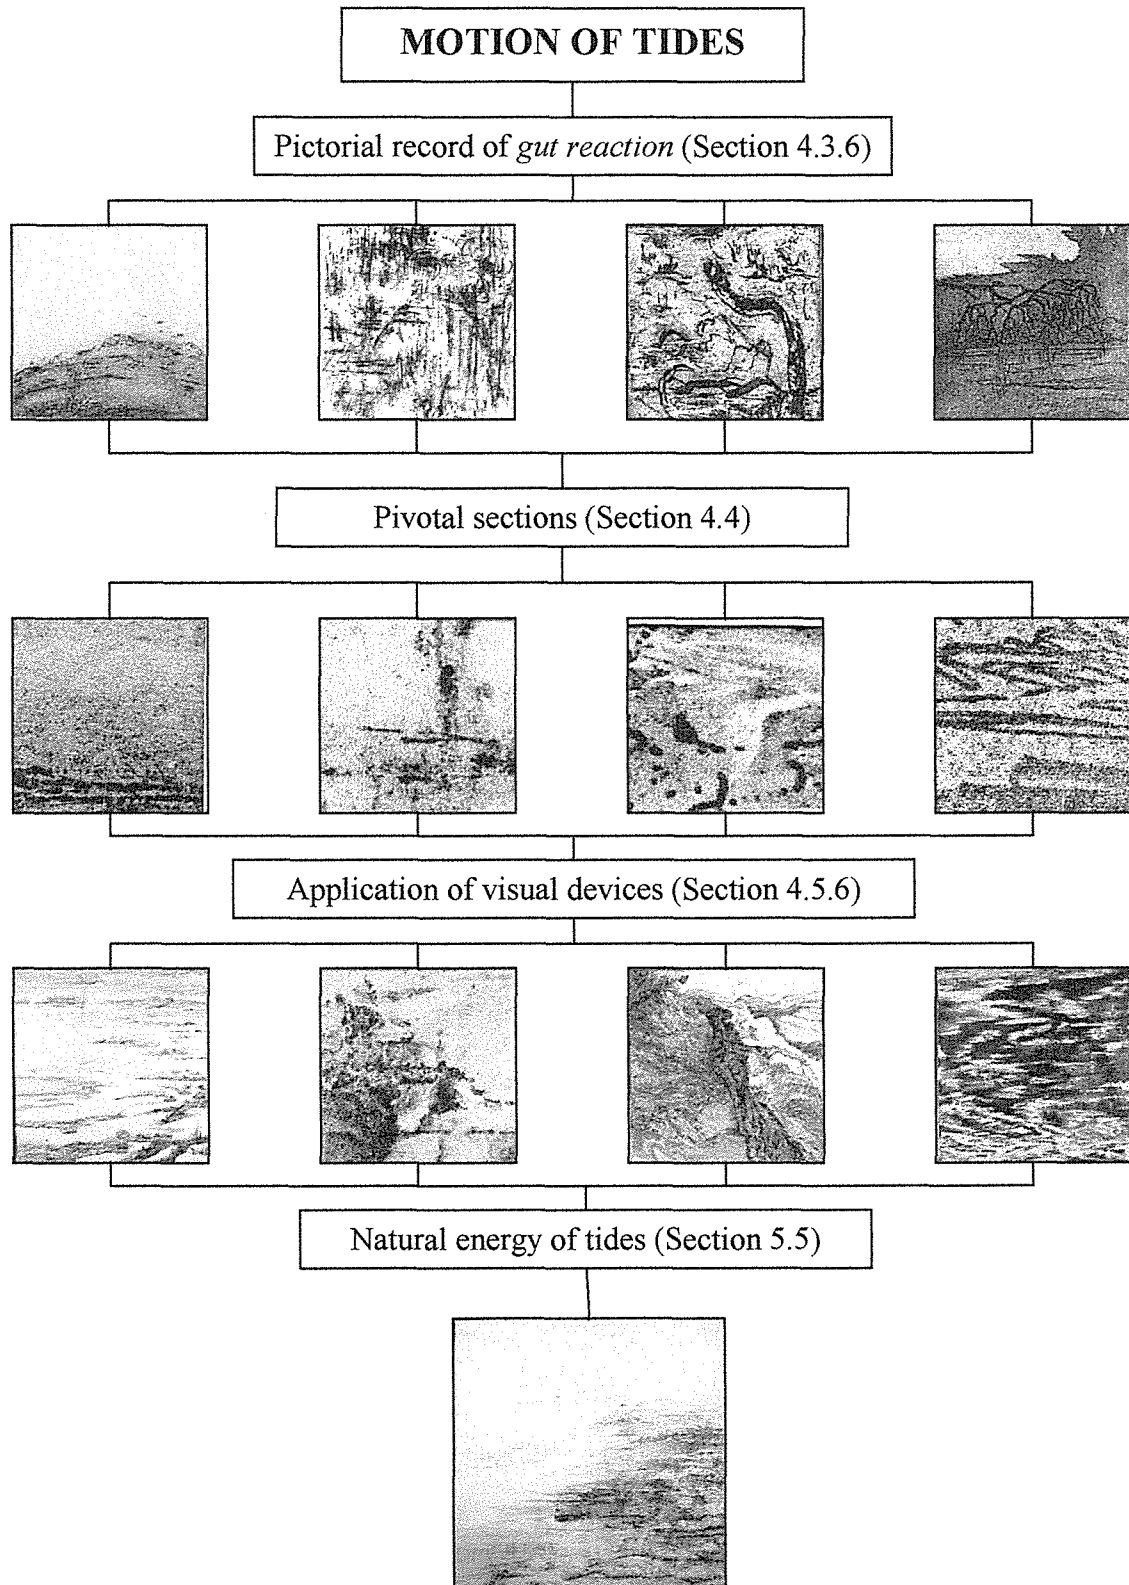 MOTION OF TIDES
Pictorial record of gut reaction (Section 4.3.6)
Pivotal sections (Section 4.4)
Application of visual devices (Section 4.5.6)
Natural energy of tides (Section 5.5)